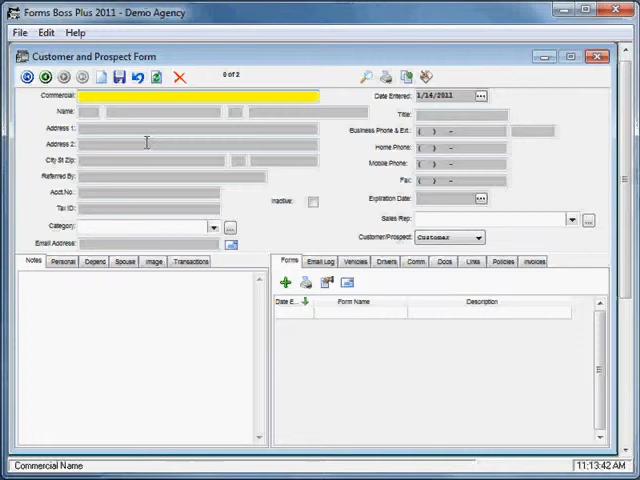 Forms Boss Plus 2011 - Demo Agency
File Edit Help
Customer and Prospect Form
0 of 2
Commercial: Date Entered: 1/14/2011
Name: Title:
Address 1: Business Phone & Ext.: ( ) -
Address 2: Home Phone: ( ) -
City St Zip: Mobile Phone: ( ) -
Referred By: Fax: ( ) -
Acct.No: Inactive: Expiration Date:
Tax ID:
Category: Sales Rep:
Email Address: Customer/Prospect: Customer
Notes Personal Depend Spouse Image Transactions Forms Email Log Vehicles Drivers Comm. Docs Links Policies Invoices
Date E... Form Name Description
Commercial Name 11:13:42 AM